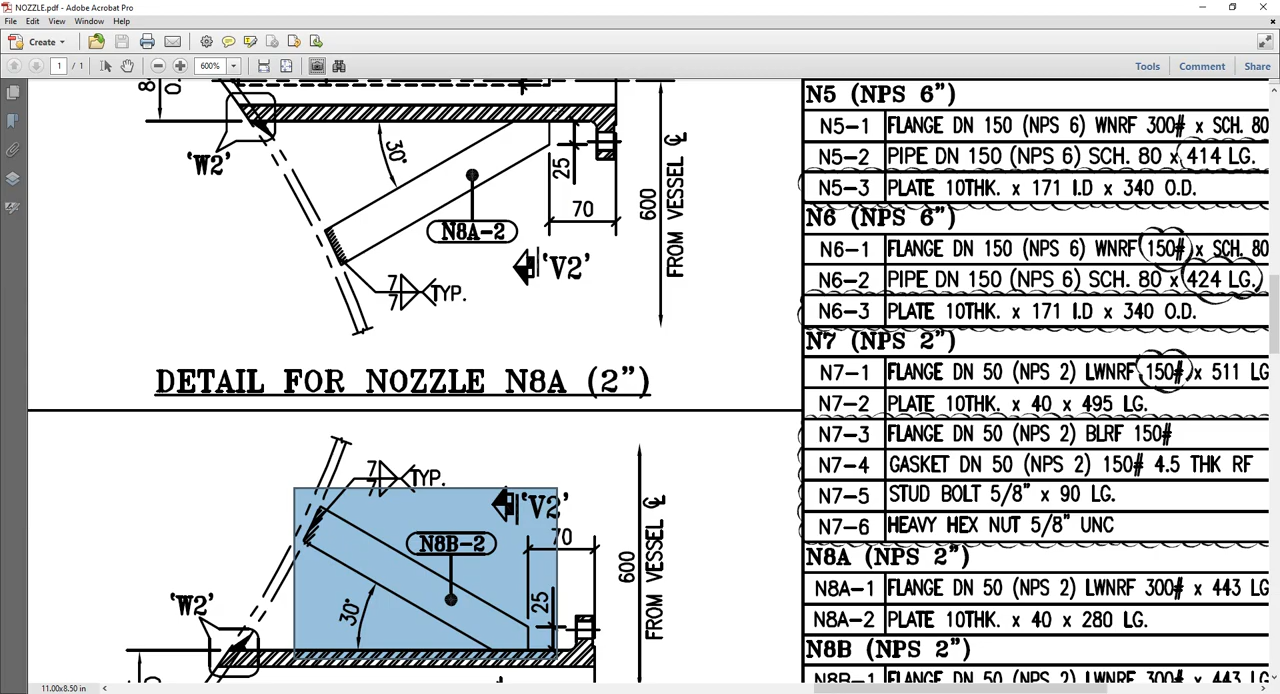 NOZZLE.pdf - Adobe Acrobat Pro
File Edit View Window Help
Create
1 / 1
600%
Tools Comment Share
30°
'W2'
25
70
600
FROM VESSEL ℄
N8A-2
'V2'
7
7
TYP.
DETAIL FOR NOZZLE N8A (2")
7
7
TYP.
'V2'
N8B-2
70
25
30°
600
FROM VESSEL ℄
'W2'
N5 (NPS 6")
N5-1 FLANGE DN 150 (NPS 6) WNRF 300# x SCH. 80
N5-2 PIPE DN 150 (NPS 6) SCH. 80 x 414 LG.
N5-3 PLATE 10THK. x 171 I.D x 340 O.D.
N6 (NPS 6")
N6-1 FLANGE DN 150 (NPS 6) WNRF 150# x SCH. 80
N6-2 PIPE DN 150 (NPS 6) SCH. 80 x 424 LG.
N6-3 PLATE 10THK. x 171 I.D x 340 O.D.
N7 (NPS 2")
N7-1 FLANGE DN 50 (NPS 2) LWNRF 150# x 511 LG
N7-2 PLATE 10THK. x 40 x 495 LG.
N7-3 FLANGE DN 50 (NPS 2) BLRF 150#
N7-4 GASKET DN 50 (NPS 2) 150# 4.5 THK RF
N7-5 STUD BOLT 5/8" x 90 LG.
N7-6 HEAVY HEX NUT 5/8" UNC
N8A (NPS 2")
N8A-1 FLANGE DN 50 (NPS 2) LWNRF 300# x 443 LG
N8A-2 PLATE 10THK. x 40 x 280 LG.
N8B (NPS 2")
N8B-1 FLANGE DN 50 (NPS 2) LWNRF 300# x 443 LG
11.00x8.50 in